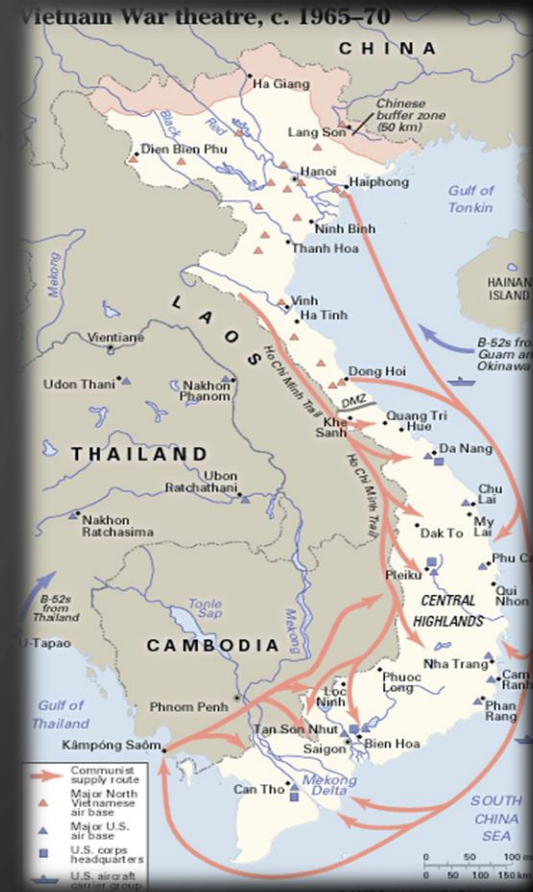 Vietnam War theatre, c. 1965–70
CHINA
Ha Giang
Chinese
buffer zone
(50 km)
Black
Red
Lang Son
Dien Bien Phu
Hanoi
Haiphong
Gulf of
Tonkin
Ninh Binh
Thanh Hoa
Mekong
HAINAN
ISLAND
LAOS
Vinh
Ha Tinh
Vientiane
B-52s
Guam
Okinawa
Ho Chi Minh Trail
Udon Thani
Nakhon
Phanom
Dong Hoi
DMZ
Khe
Sanh
Quang Tri
Hue
THAILAND
Da Nang
Ubon
Ratchathani
Ho Chi Minh Trail
Chu
Lai
My
Lai
Nakhon
Ratchasima
Dak To
Phu
Pleiku
B-52s
from
Thailand
U-Tapao
Tonle
Sap
Mekong
CENTRAL
HIGHLANDS
Qui
Nhon
CAMBODIA
Nha Trang
Cam
Ranh
Phuoc
Long
Loc
Ninh
Gulf of
Thailand
Phnom Penh
Phan
Rang
Tan Son Nhut
Saigon
Bien Hoa
Kâmpóng Saôm
Can Tho
Mekong
Delta
SOUTH
CHINA
SEA
Communist
supply route
Major North
Vietnamese
air base
Major U.S.
air base
U.S. corps
headquarters
U.S. aircraft
carrier group
0 50 100 m
0 50 100 150 km